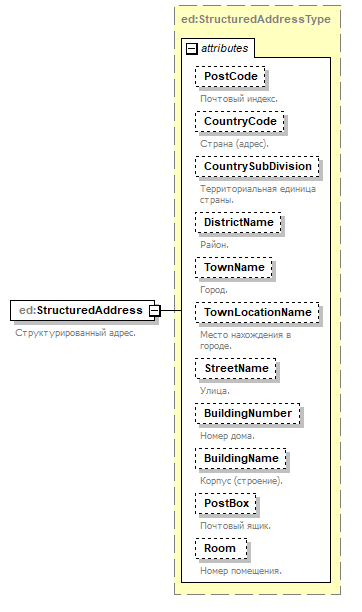 ed:StructuredAddressType
attributes
PostCode
Почтовый индекс.
CountryCode
Страна (адрес).
CountrySubDivision
Территориальная единица
страны.
DistrictName
Район.
TownName
Город.
ed:StructuredAddress
Структурированный адрес.
TownLocationName
Место нахождения в
городе.
StreetName
Улица.
BuildingNumber
Номер дома.
BuildingName
Корпус (строение).
PostBox
Почтовый ящик.
Room
Номер помещения.